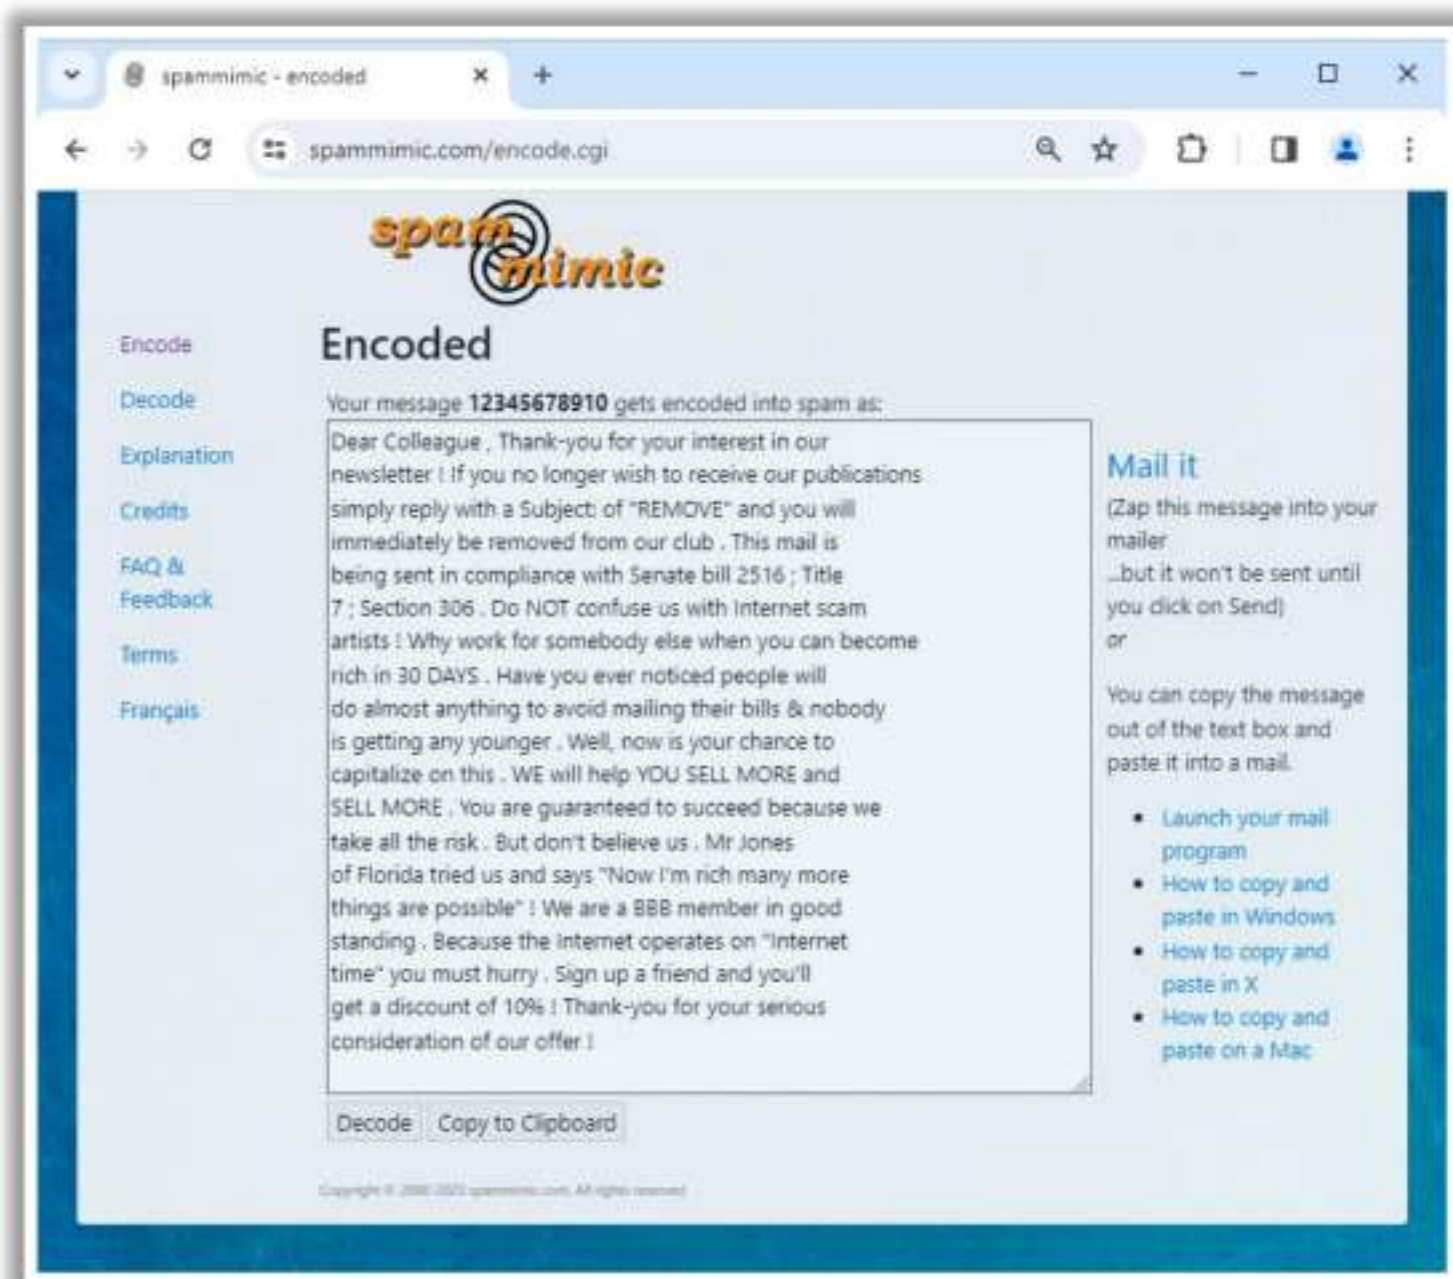 spammimic - encoded
spammimic.com/encode.cgi
spam
mimic
Encode
Decode
Explanation
Credits
FAQ &
Feedback
Terms
Français
Encoded
Your message 12345678910 gets encoded into spam as:
Dear Colleague , Thank-you for your interest in our
newsletter ! If you no longer wish to receive our publications
simply reply with a Subject: of "REMOVE" and you will
immediately be removed from our club . This mail is
being sent in compliance with Senate bill 2516 ; Title
7 ; Section 306 . Do NOT confuse us with Internet scam
artists ! Why work for somebody else when you can become
rich in 30 DAYS . Have you ever noticed people will
do almost anything to avoid mailing their bills & nobody
is getting any younger . Well, now is your chance to
capitalize on this . WE will help YOU SELL MORE and
SELL MORE . You are guaranteed to succeed because we
take all the risk . But don't believe us . Mr Jones
of Florida tried us and says "Now I'm rich many more
things are possible" ! We are a BBB member in good
standing . Because the Internet operates on "Internet
time" you must hurry . Sign up a friend and you'll
get a discount of 10% ! Thank-you for your serious
consideration of our offer !
Decode Copy to Clipboard
Mail it
(Zap this message into your
mailer
...but it won't be sent until
you click on Send)
or
You can copy the message
out of the text box and
paste it into a mail.
Launch your mail
program
How to copy and
paste in Windows
How to copy and
paste in X
How to copy and
paste on a Mac
Copyright © spammimic.com, All rights reserved